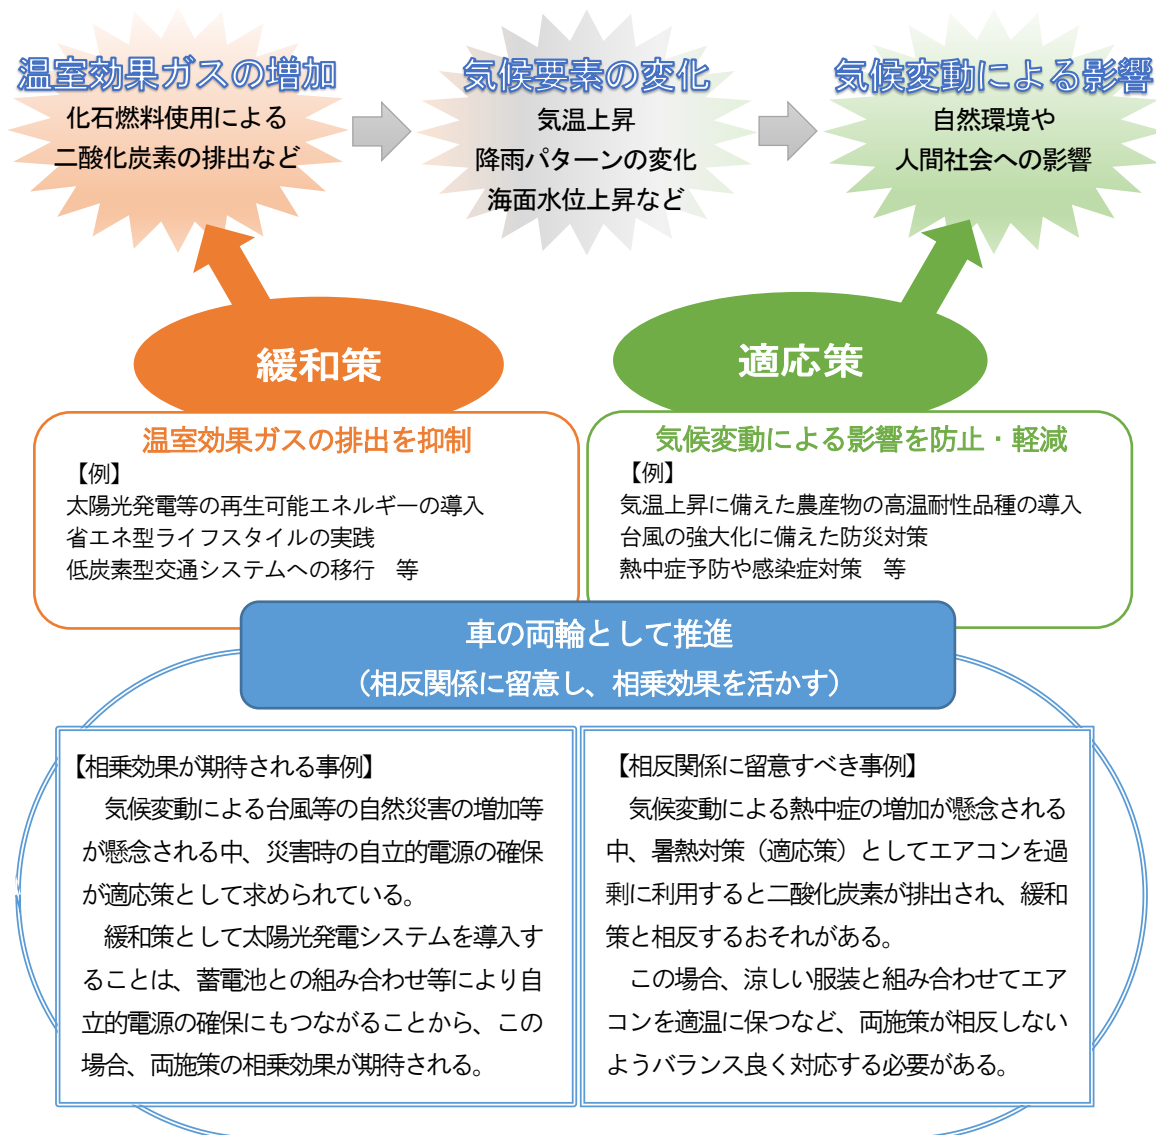 温室効果ガスの増加
化石燃料使用による
二酸化炭素の排出など
気候要素の変化
気温上昇
降雨パターンの変化
海面水位上昇など
気候変動による影響
自然環境や
人間社会への影響
緩和策
温室効果ガスの排出を抑制
【例】
太陽光発電等の再生可能エネルギーの導入
省エネ型ライフスタイルの実践
低炭素型交通システムへの移行　等
適応策
気候変動による影響を防止・軽減
【例】
気温上昇に備えた農産物の高温耐性品種の導入
台風の強大化に備えた防災対策
熱中症予防や感染症対策　等
車の両輪として推進
（相反関係に留意し、相乗効果を活かす）
【相乗効果が期待される事例】
　気候変動による台風等の自然災害の増加等
が懸念される中、災害時の自立的電源の確保
が適応策として求められている。
　緩和策として太陽光発電システムを導入す
ることは、蓄電池との組み合わせ等により自
立的電源の確保にもつながることから、この
場合、両施策の相乗効果が期待される。
【相反関係に留意すべき事例】
　気候変動による熱中症の増加が懸念される
中、暑熱対策（適応策）としてエアコンを過
剰に利用すると二酸化炭素が排出され、緩和
策と相反するおそれがある。
　この場合、涼しい服装と組み合わせてエア
コンを適温に保つなど、両施策が相反しない
ようバランス良く対応する必要がある。